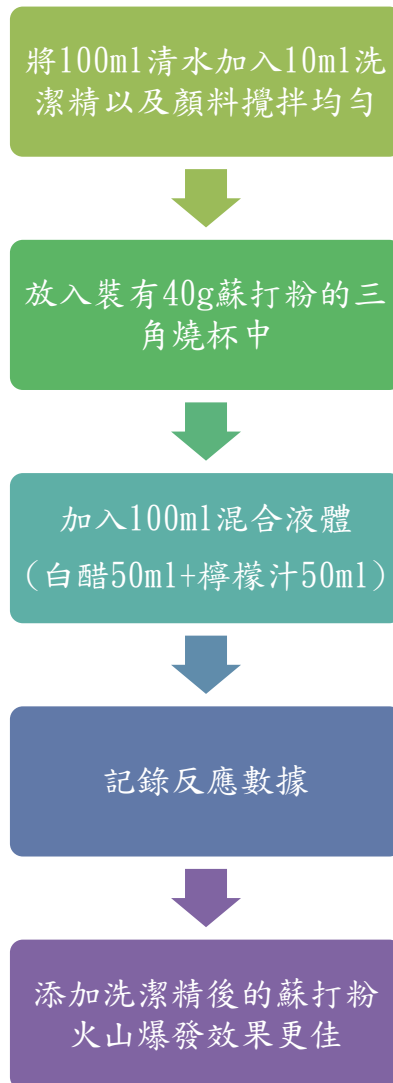 將100ml清水加入10ml洗
潔精以及顏料攪拌均勻
放入裝有40g蘇打粉的三
角燒杯中
加入100ml混合液體
(白醋50ml+檸檬汁50ml)
記錄反應數據
添加洗潔精後的蘇打粉
火山爆發效果更佳